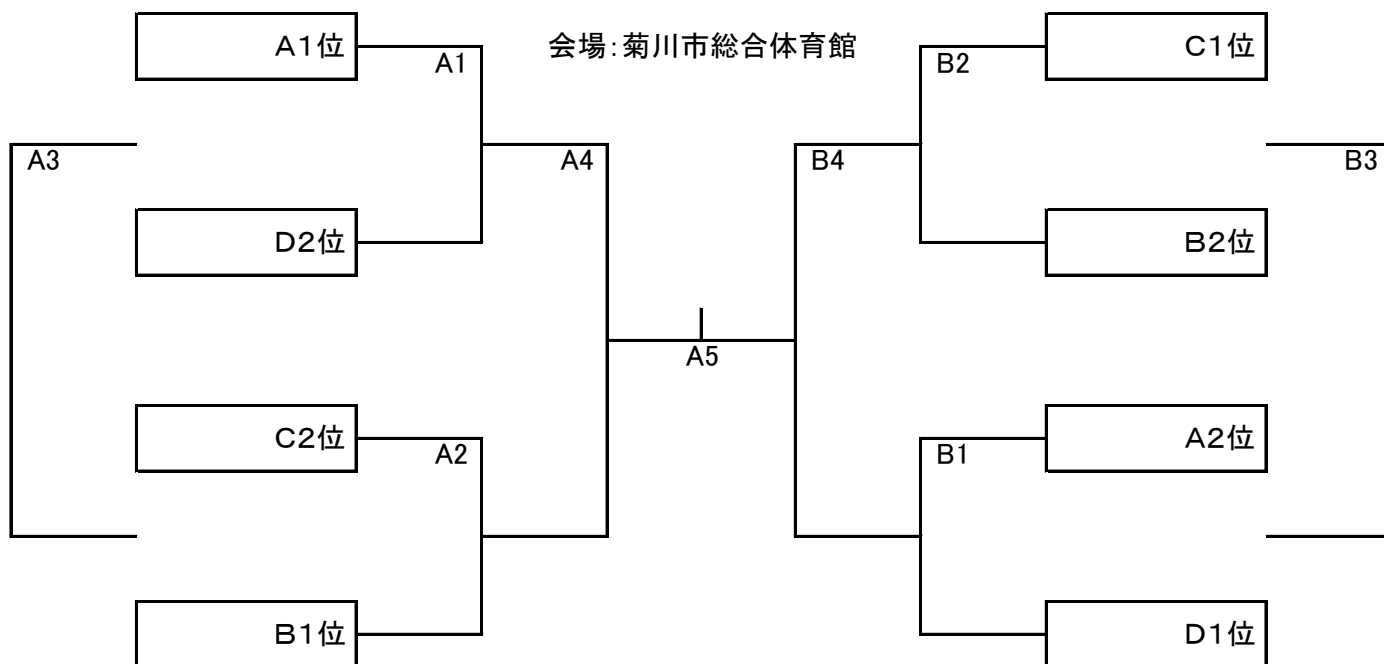 A1位
A1
会場:菊川市総合体育館
B2
C1位
A3
A4
B4
B3
D2位
B2位
A5
C2位
A2
B1
A2位
B1位
D1位